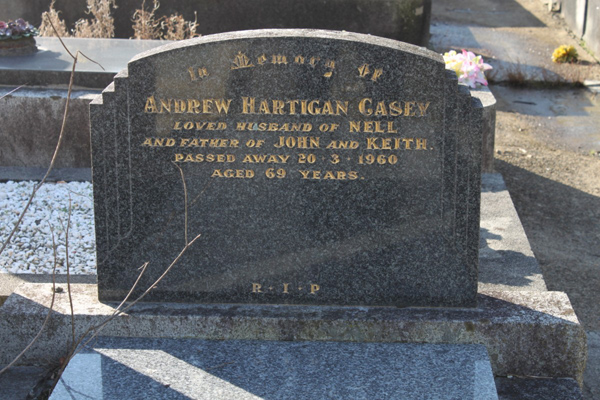 In Memory Of
ANDREW HARTIGAN CASEY
LOVED HUSBAND OF NELL
AND FATHER OF JOHN AND KEITH.
PASSED AWAY 20·3·1960
AGED 69 YEARS.
R·I·P